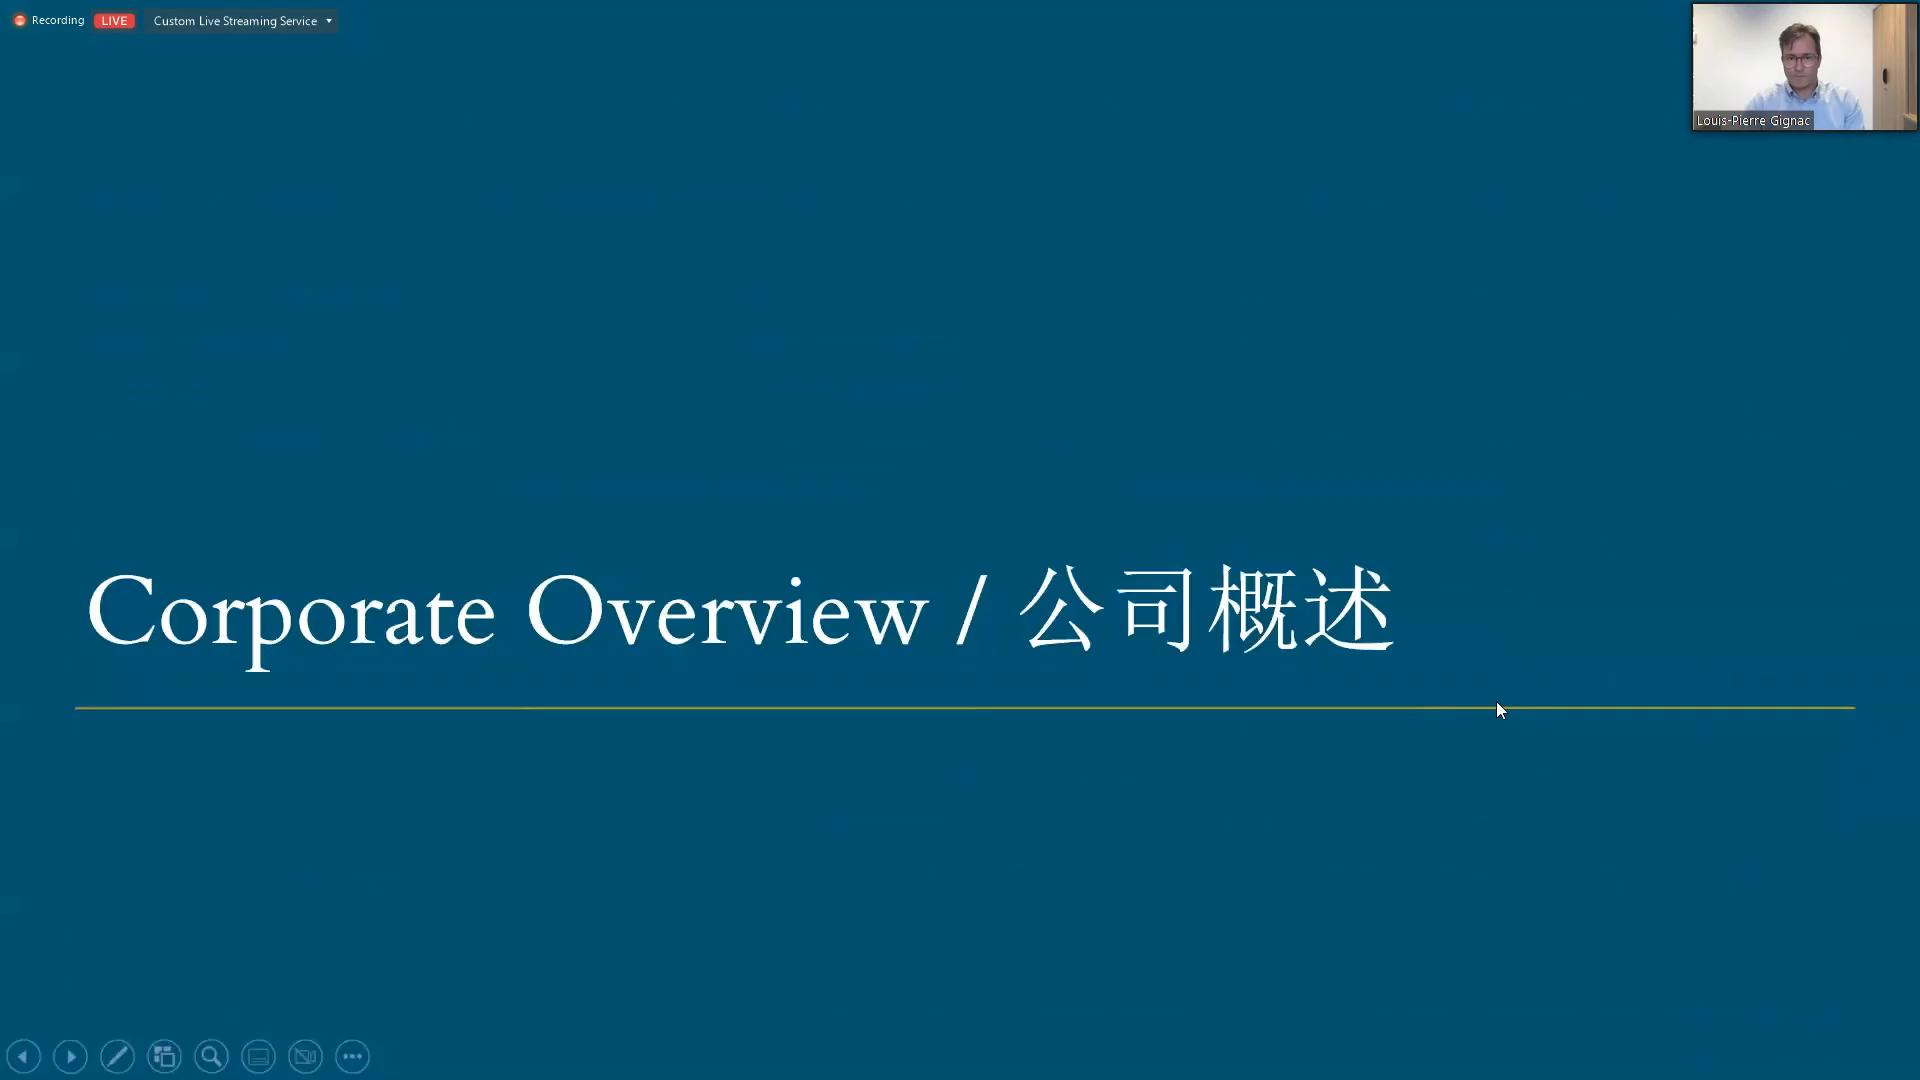 Recording LIVE Custom Live Streaming Service
Louis-Pierre Gignac
Corporate Overview / 公司概述